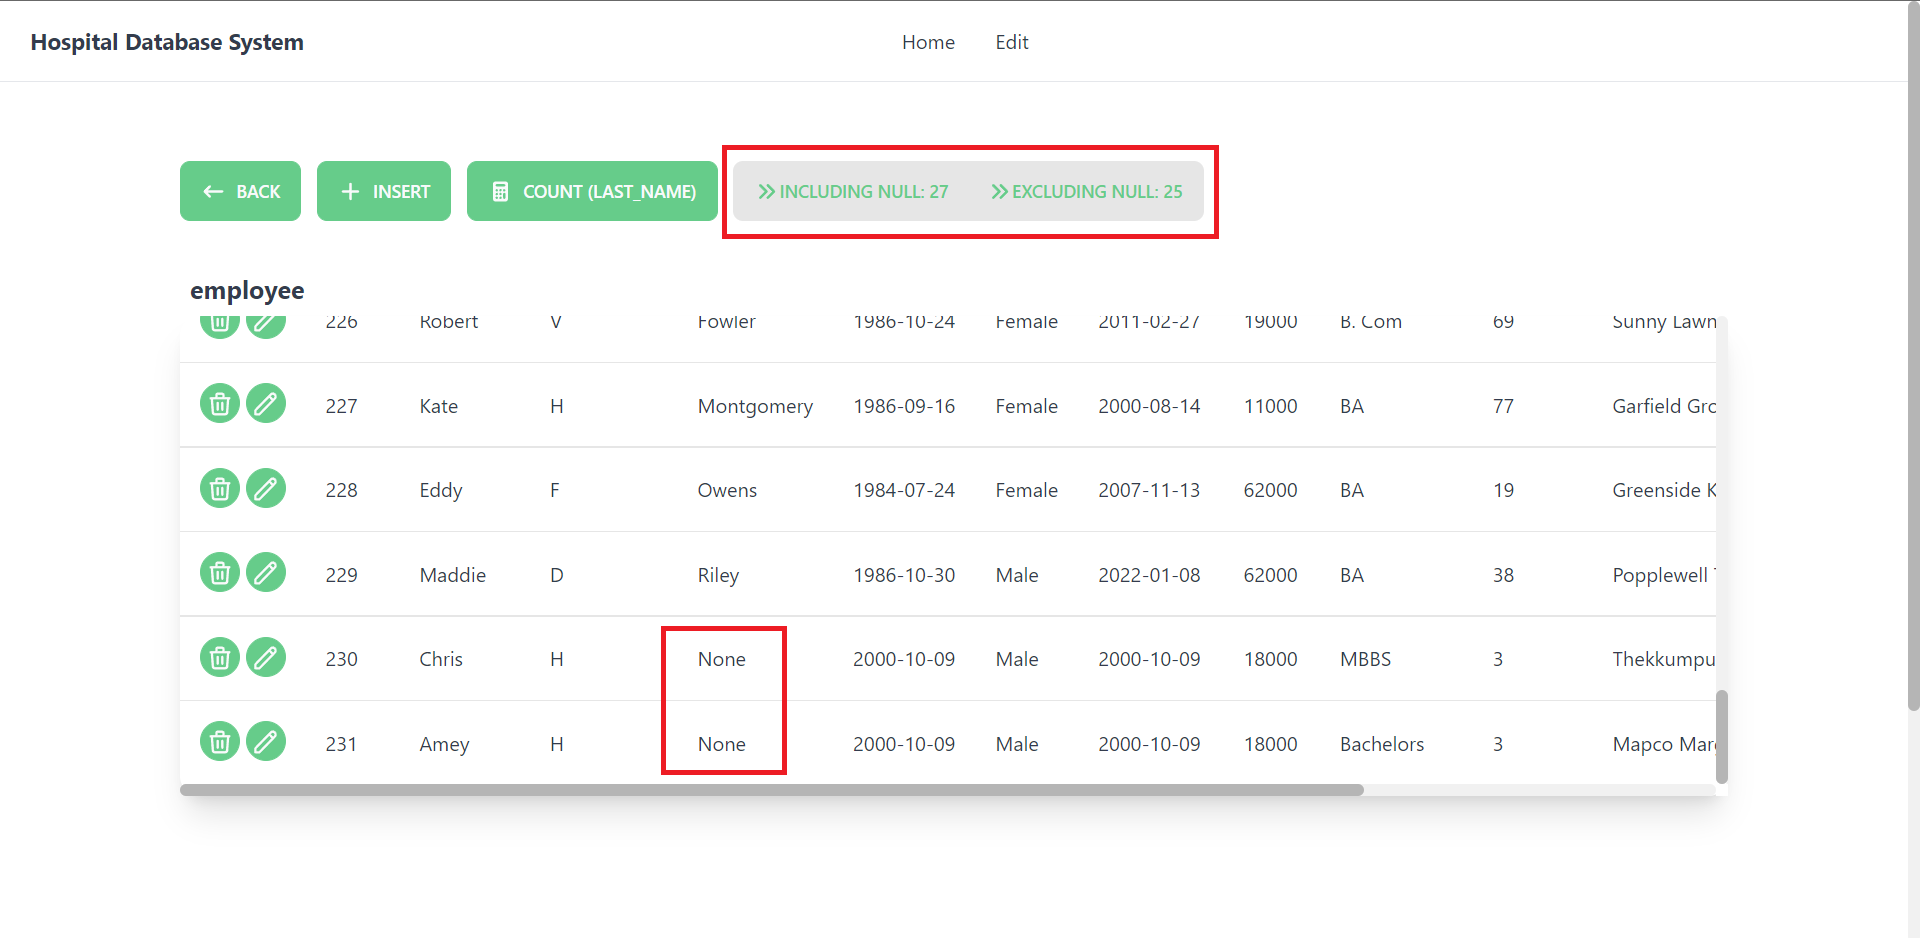 Hospital Database System Home Edit
BACK INSERT COUNT (LAST_NAME) INCLUDING NULL: 27 EXCLUDING NULL: 25
employee
226 Robert V Fowler 1986-10-24 Female 2011-02-27 19000 B. Com 69 Sunny Lawn
227 Kate H Montgomery 1986-09-16 Female 2000-08-14 11000 BA 77 Garfield Gro
228 Eddy F Owens 1984-07-24 Female 2007-11-13 62000 BA 19 Greenside K
229 Maddie D Riley 1986-10-30 Male 2022-01-08 62000 BA 38 Popplewell
230 Chris H None 2000-10-09 Male 2000-10-09 18000 MBBS 3 Thekkumpu
231 Amey H None 2000-10-09 Male 2000-10-09 18000 Bachelors 3 Mapco Marg